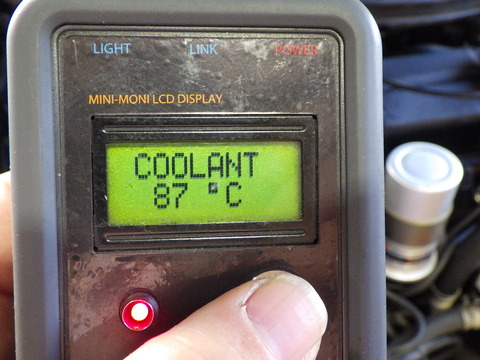 LIGHT LINK POWER
MINI-MONI LCD DISPLAY
COOLANT
87 °C